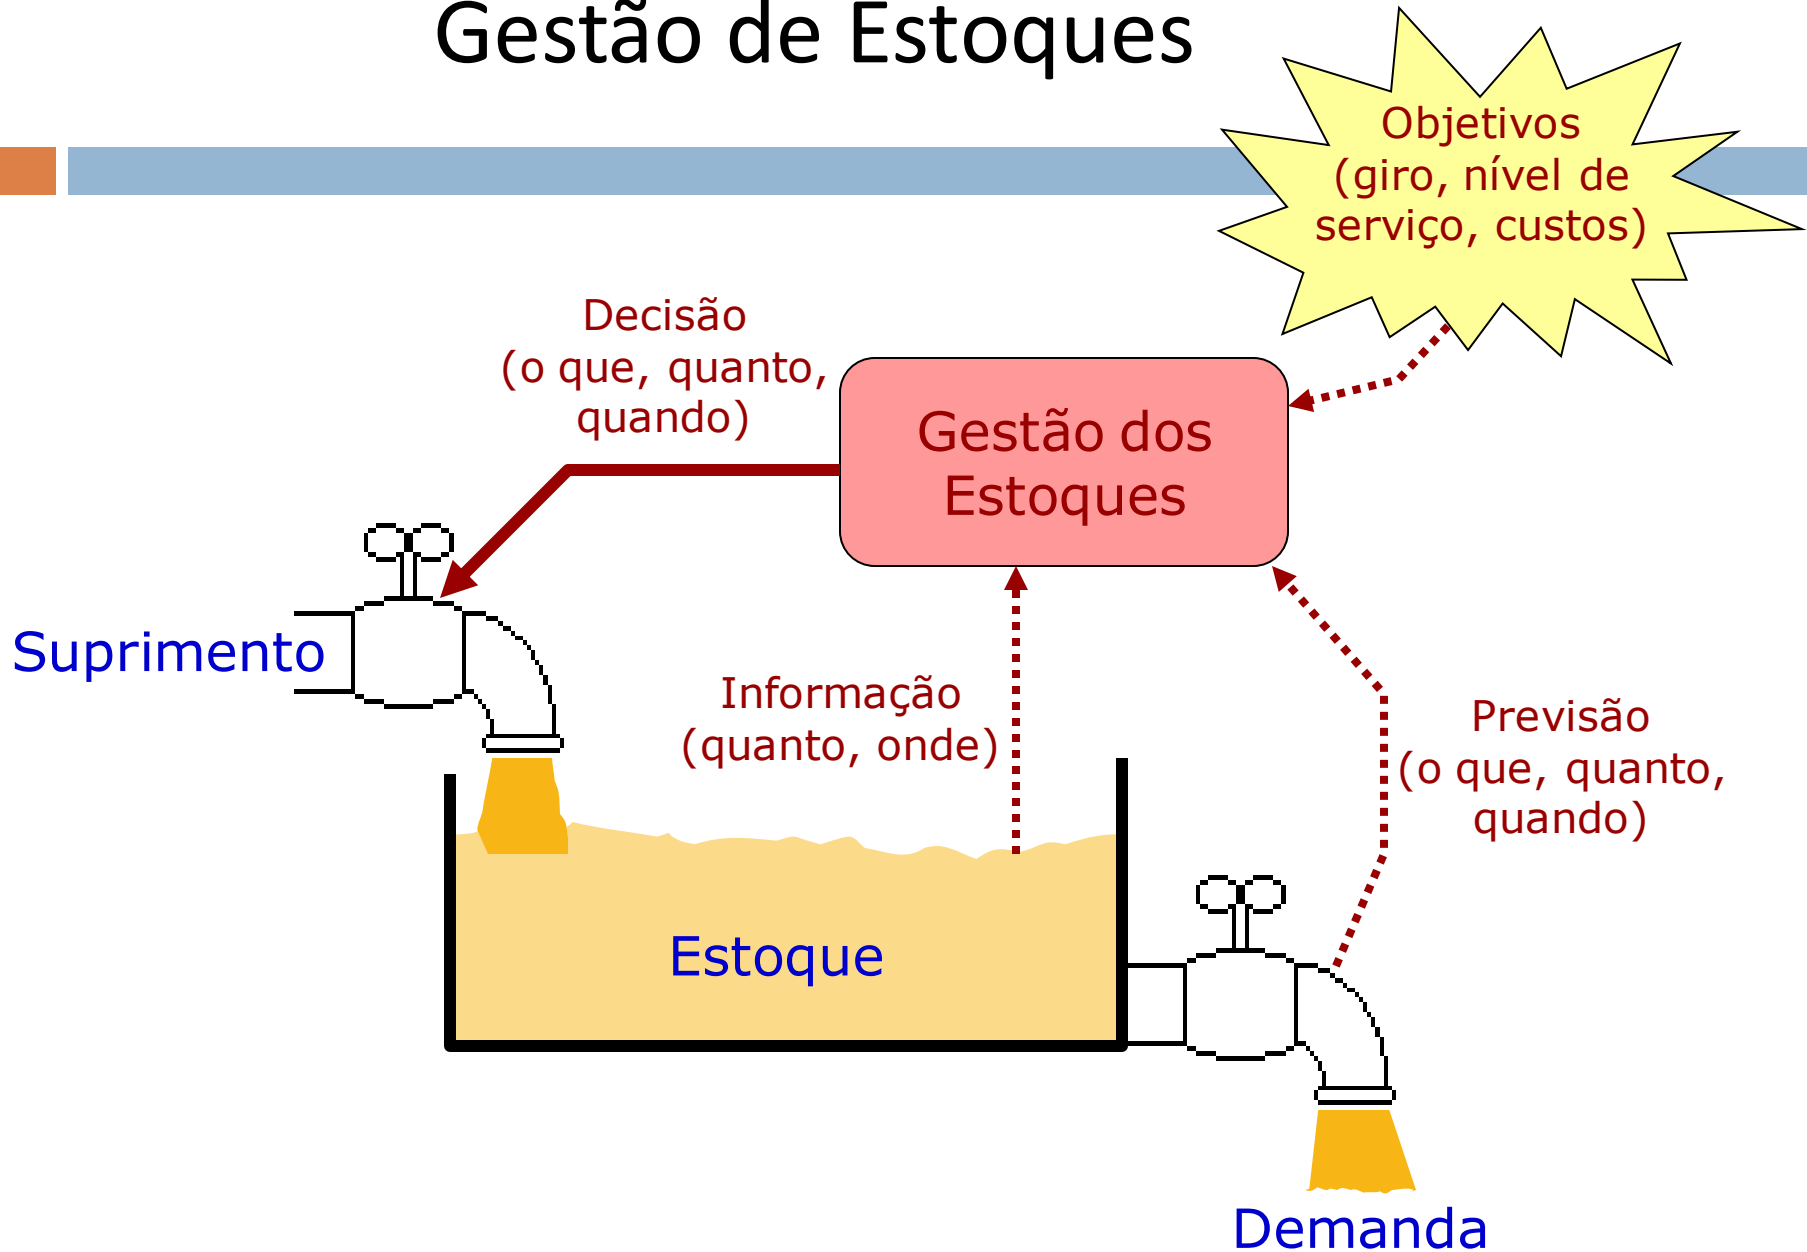 Gestão de Estoques
Objetivos
(giro, nível de
serviço, custos)
Decisão
(o que, quanto,
quando)
Gestão dos
Estoques
Suprimento
Informação
(quanto, onde)
Previsão
(o que, quanto,
quando)
Estoque
Demanda